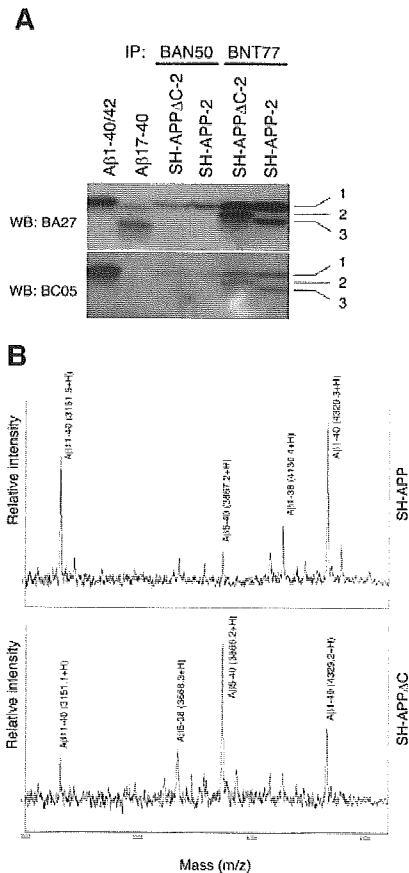 A
IP: BAN50 BNT77
Aβ1-40/42
Aβ17-40
SH-APPΔC-2
SH-APP-2
SH-APPΔC-2
SH-APP-2
WB: BA27
1
2
3
WB: BC05
1
2
3
B
Relative intensity
Aβ11-40 (3151.5+H)
Aβ5-40 (3867.2+H)
Aβ1-38 (4130.4+H)
Aβ1-40 (4329.3+H)
SH-APP
Relative intensity
Aβ11-40 (3151.1+H)
Aβ5-38 (3668.3+H)
Aβ5-40 (3866.2+H)
Aβ1-40 (4329.2+H)
SH-APPΔC
Mass (m/z)